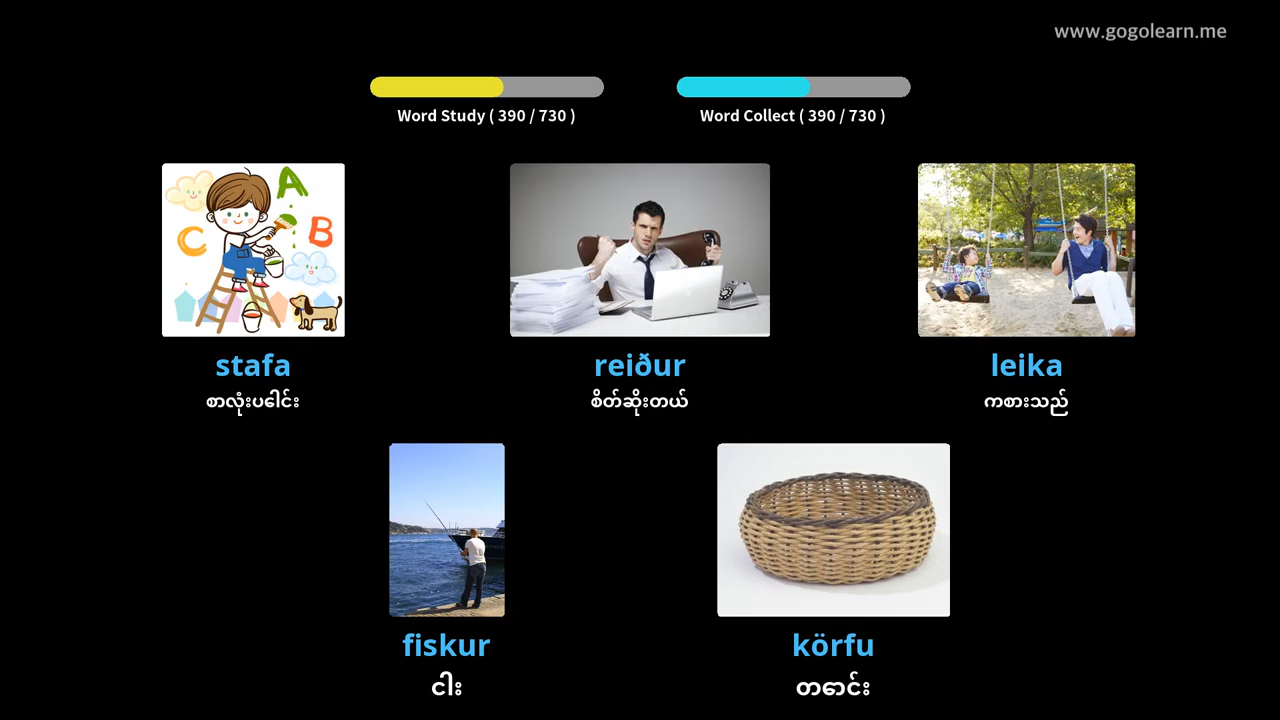 www.gogolearn.me
Word Study ( 390 / 730 )
Word Collect ( 390 / 730 )
A
B
C
stafa
စာလုံးပေါင်း
reiður
စိတ်ဆိုးတယ်
leika
ကစားသည်
fiskur
ငါး
körfu
တောင်း